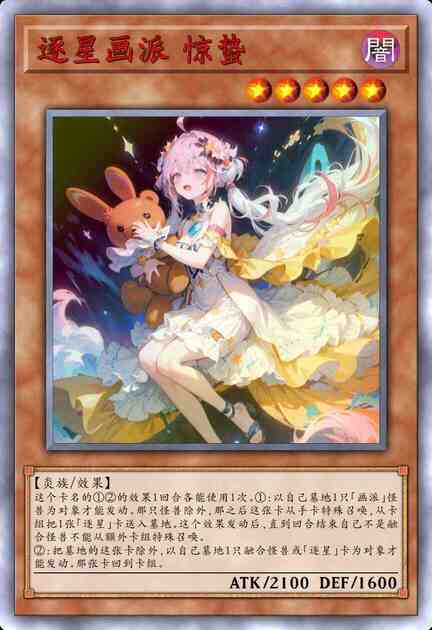 逐星画派 惊蛰
闇
【炎族/效果】
这个卡名的①②的效果1回合各能使用1次。①:以自己墓地1只「画派」怪
兽为对象才能发动。那只怪兽除外,那之后这张卡从手卡特殊召唤,从卡
组把1张「逐星」卡送入墓地。这个效果发动后,直到回合结束自己不是融
合怪兽不能从额外卡组特殊召唤。
②:把墓地的这张卡除外,以自己墓地1只融合怪兽或「逐星」卡为对象才
能发动。那张卡回到卡组。
ATK/2100 DEF/1600